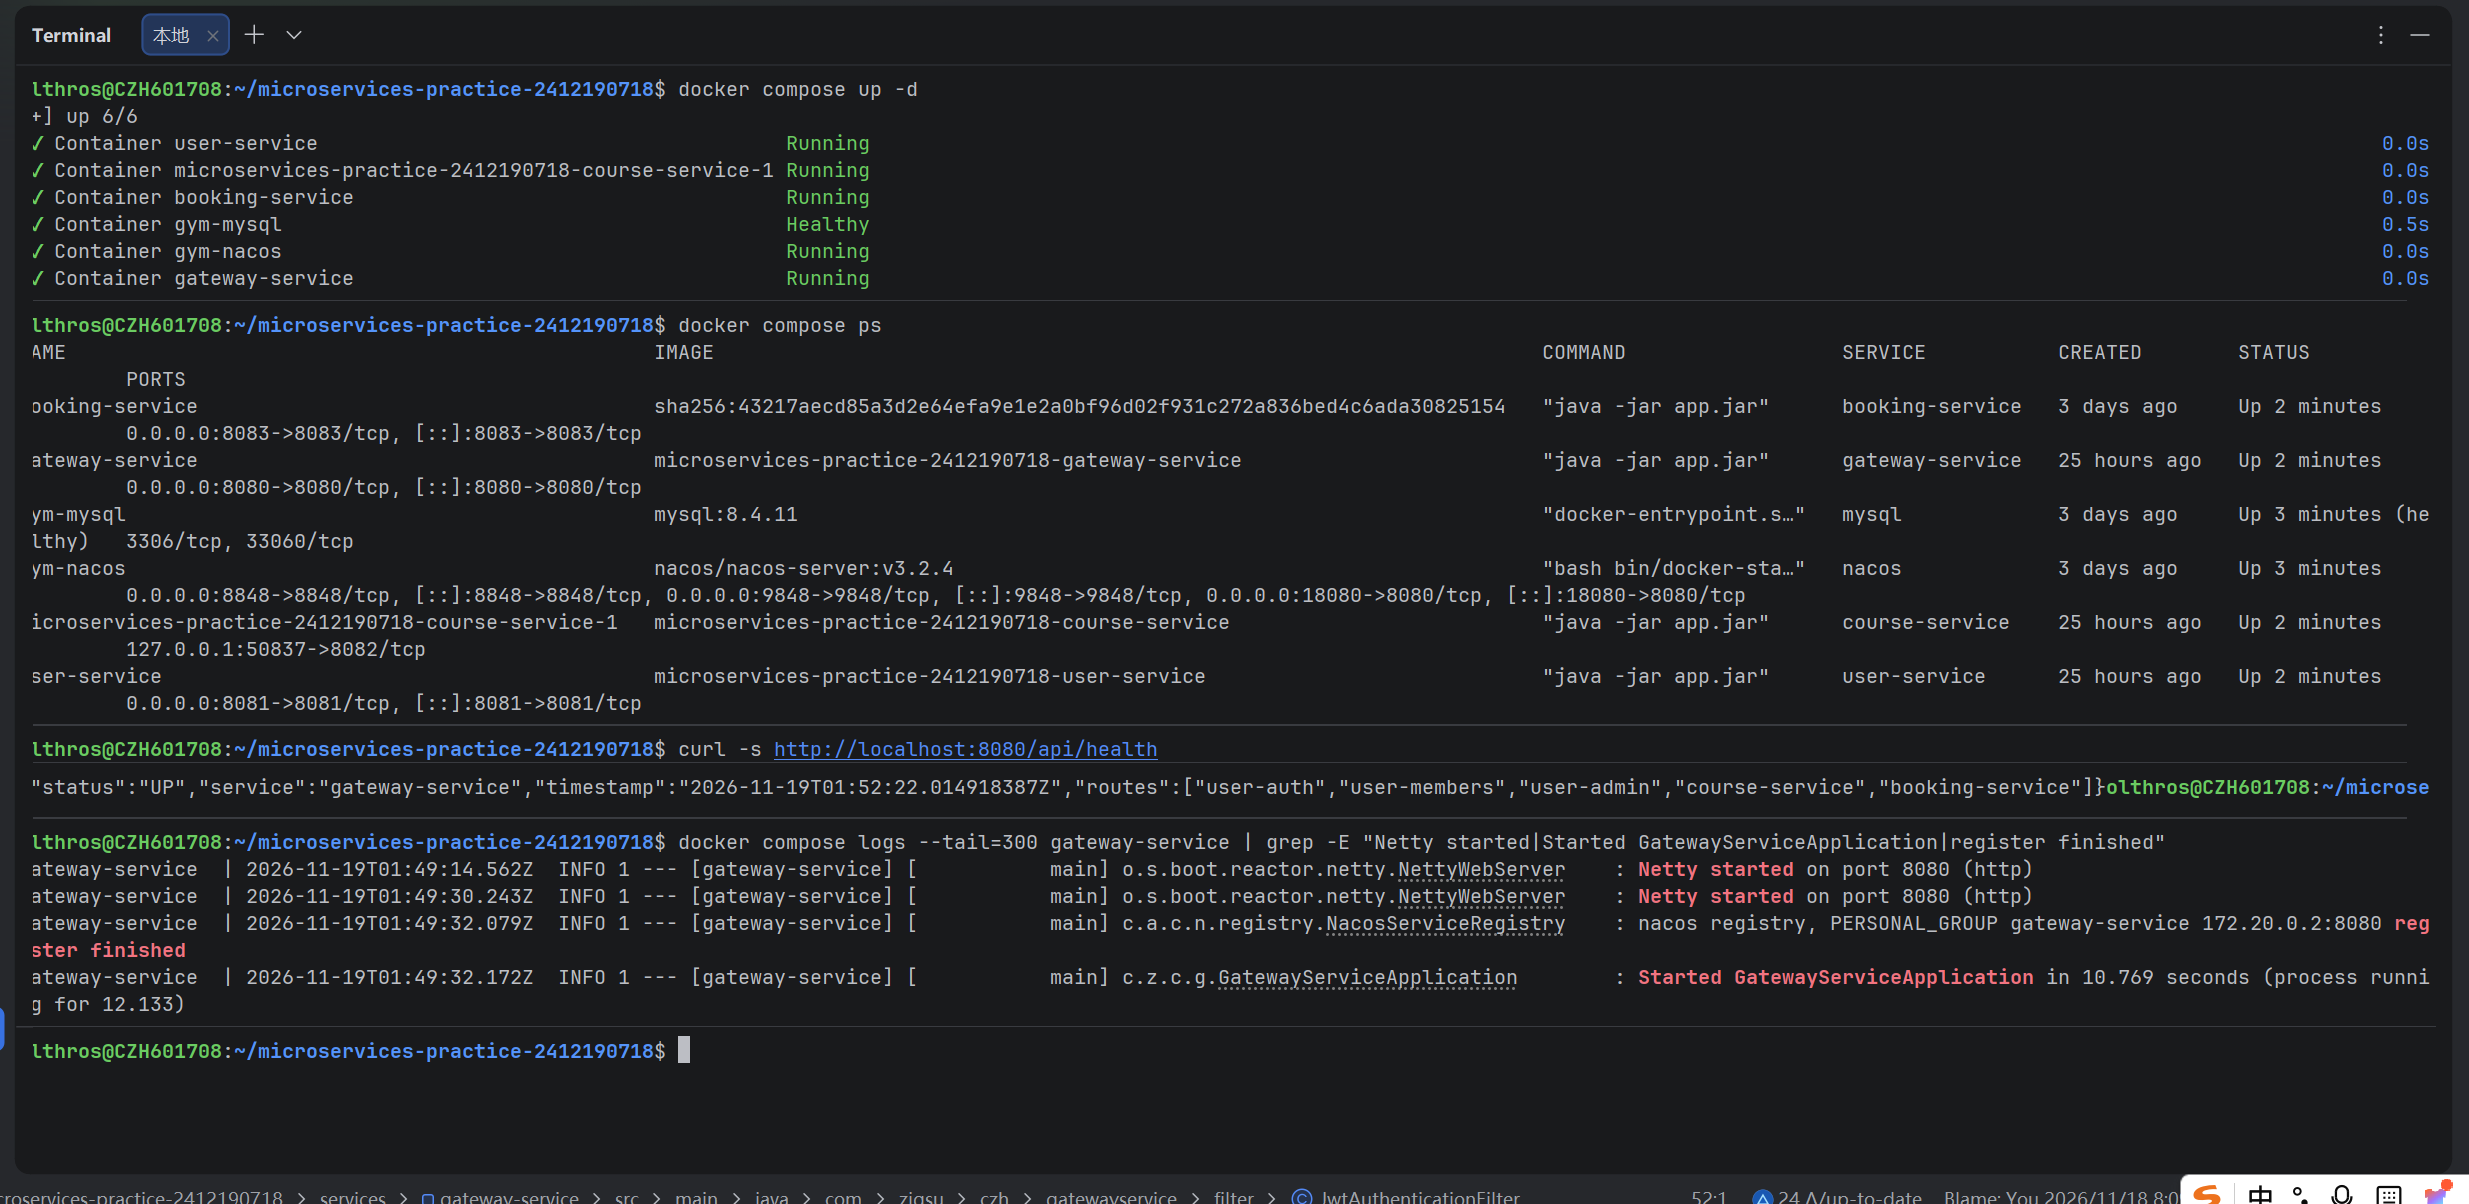 Terminal 本地
lthros@CZH601708:~/microservices-practice-2412190718$ docker compose up -d
+] up 6/6
✓ Container user-service Running 0.0s
✓ Container microservices-practice-2412190718-course-service-1 Running 0.0s
✓ Container booking-service Running 0.0s
✓ Container gym-mysql Healthy 0.5s
✓ Container gym-nacos Running 0.0s
✓ Container gateway-service Running 0.0s
lthros@CZH601708:~/microservices-practice-2412190718$ docker compose ps
AME IMAGE COMMAND SERVICE CREATED STATUS
PORTS
ooking-service sha256:43217aecd85a3d2e64efa9e1e2a0bf96d02f931c272a836bed4c6ada30825154 "java -jar app.jar" booking-service 3 days ago Up 2 minutes
0.0.0.0:8083->8083/tcp, [::]:8083->8083/tcp
ateway-service microservices-practice-2412190718-gateway-service "java -jar app.jar" gateway-service 25 hours ago Up 2 minutes
0.0.0.0:8080->8080/tcp, [::]:8080->8080/tcp
ym-mysql mysql:8.4.11 "docker-entrypoint.s…" mysql 3 days ago Up 3 minutes (he
lthy) 3306/tcp, 33060/tcp
ym-nacos nacos/nacos-server:v3.2.4 "bash bin/docker-sta…" nacos 3 days ago Up 3 minutes
0.0.0.0:8848->8848/tcp, [::]:8848->8848/tcp, 0.0.0.0:9848->9848/tcp, [::]:9848->9848/tcp, 0.0.0.0:18080->8080/tcp, [::]:18080->8080/tcp
icroservices-practice-2412190718-course-service-1 microservices-practice-2412190718-course-service "java -jar app.jar" course-service 25 hours ago Up 2 minutes
127.0.0.1:50837->8082/tcp
ser-service microservices-practice-2412190718-user-service "java -jar app.jar" user-service 25 hours ago Up 2 minutes
0.0.0.0:8081->8081/tcp, [::]:8081->8081/tcp
lthros@CZH601708:~/microservices-practice-2412190718$ curl -s http://localhost:8080/api/health
"status":"UP","service":"gateway-service","timestamp":"2026-11-19T01:52:22.014918387Z","routes":["user-auth","user-members","user-admin","course-service","booking-service"]}olthros@CZH601708:~/microse
lthros@CZH601708:~/microservices-practice-2412190718$ docker compose logs --tail=300 gateway-service | grep -E "Netty started|Started GatewayServiceApplication|register finished"
ateway-service | 2026-11-19T01:49:14.562Z INFO 1 --- [gateway-service] [ main] o.s.boot.reactor.netty.NettyWebServer : Netty started on port 8080 (http)
ateway-service | 2026-11-19T01:49:30.243Z INFO 1 --- [gateway-service] [ main] o.s.boot.reactor.netty.NettyWebServer : Netty started on port 8080 (http)
ateway-service | 2026-11-19T01:49:32.079Z INFO 1 --- [gateway-service] [ main] c.a.c.n.registry.NacosServiceRegistry : nacos registry, PERSONAL_GROUP gateway-service 172.20.0.2:8080 reg
ster finished
ateway-service | 2026-11-19T01:49:32.172Z INFO 1 --- [gateway-service] [ main] c.z.c.g.GatewayServiceApplication : Started GatewayServiceApplication in 10.769 seconds (process runni
g for 12.133)
lthros@CZH601708:~/microservices-practice-2412190718$
croservices-practice-2412190718 > services > gateway-service > src > main > java > com > ziqsu > czh > gatewayservice > filter > JwtAuthenticationFilter 52:1 24 Δ/up-to-date Blame: You 2026/11/18 8:0 中